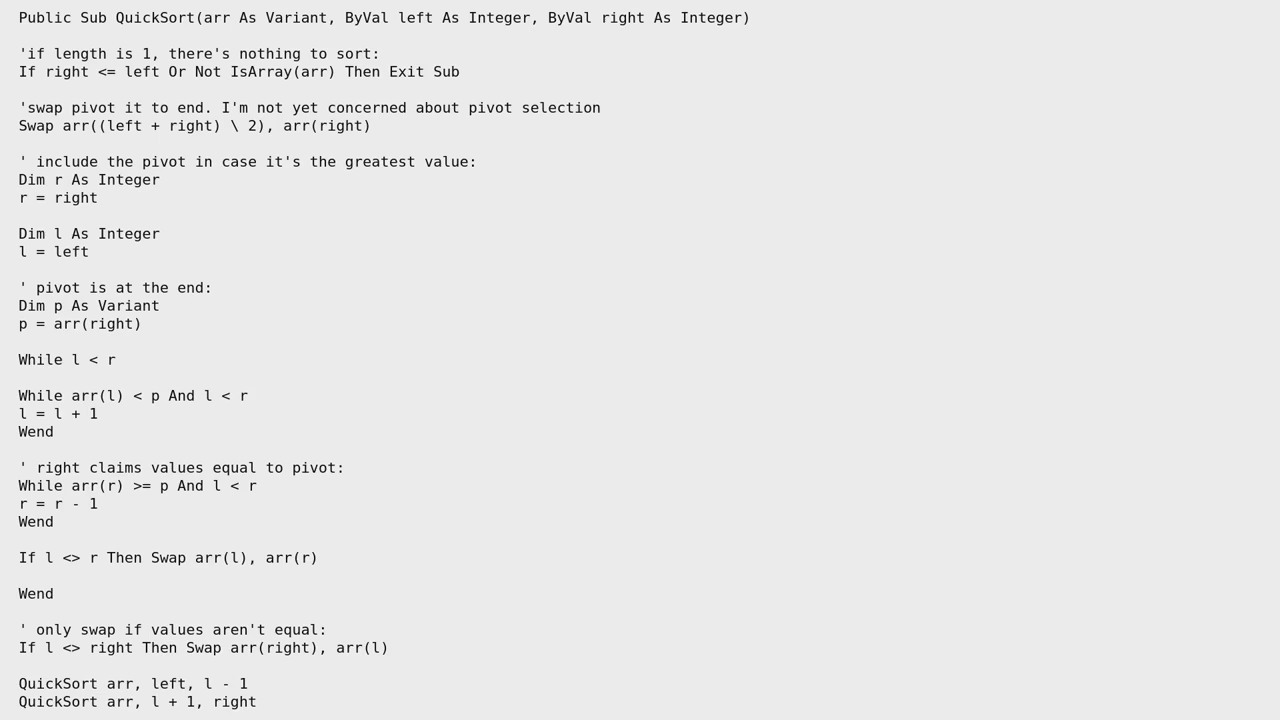 Public Sub QuickSort(arr As Variant, ByVal left As Integer, ByVal right As Integer)
'if length is 1, there's nothing to sort:
If right <= left Or Not IsArray(arr) Then Exit Sub
'swap pivot it to end. I'm not yet concerned about pivot selection
Swap arr((left + right) \ 2), arr(right)
' include the pivot in case it's the greatest value:
Dim r As Integer
r = right
Dim l As Integer
l = left
' pivot is at the end:
Dim p As Variant
p = arr(right)
While l < r
While arr(l) < p And l < r
l = l + 1
Wend
' right claims values equal to pivot:
While arr(r) >= p And l < r
r = r - 1
Wend
If l <> r Then Swap arr(l), arr(r)
Wend
' only swap if values aren't equal:
If l <> right Then Swap arr(right), arr(l)
QuickSort arr, left, l - 1
QuickSort arr, l + 1, right